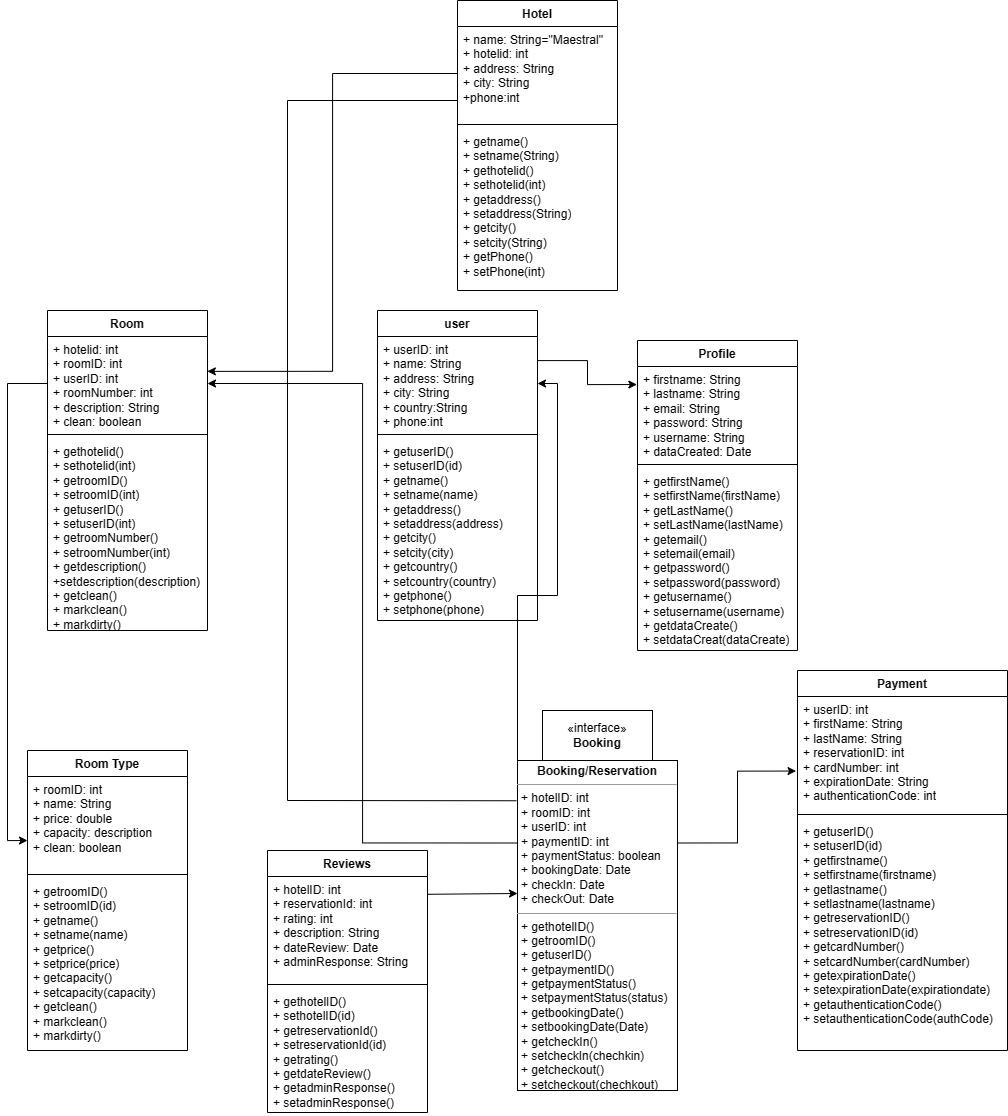 Hotel
+ name: String="Maestral"
+ hotelid: int
+ address: String
+ city: String
+phone:int
+ getname()
+ setname(String)
+ gethotelid()
+ sethotelid(int)
+ getaddress()
+ setaddress(String)
+ getcity()
+ setcity(String)
+ getPhone()
+ setPhone(int)
Room
+ hotelid: int
+ roomID: int
+ userID: int
+ roomNumber: int
+ description: String
+ clean: boolean
+ gethotelid()
+ sethotelid(int)
+ getroomID()
+ setroomID(int)
+ getuserID()
+ setuserID(int)
+ getroomNumber()
+ setroomNumber(int)
+ getdescription()
+setdescription(description)
+ getclean()
+ markclean()
+ markdirty()
user
+ userID: int
+ name: String
+ address: String
+ city: String
+ country:String
+ phone:int
+ getuserID()
+ setuserID(id)
+ getname()
+ setname(name)
+ getaddress()
+ setaddress(address)
+ getcity()
+ setcity(city)
+ getcountry()
+ setcountry(country)
+ getphone()
+ setphone(phone)
Profile
+ firstname: String
+ lastname: String
+ email: String
+ password: String
+ username: String
+ dataCreated: Date
+ getfirstName()
+ setfirstName(firstName)
+ getLastName()
+ setLastName(lastName)
+ getemail()
+ setemail(email)
+ getpassword()
+ setpassword(password)
+ getusername()
+ setusername(username)
+ getdataCreate()
+ setdataCreat(dataCreate)
Room Type
+ roomID: int
+ name: String
+ price: double
+ capacity: description
+ clean: boolean
+ getroomID()
+ setroomID(id)
+ getname()
+ setname(name)
+ getprice()
+ setprice(price)
+ getcapacity()
+ setcapacity(capacity)
+ getclean()
+ markclean()
+ markdirty()
Reviews
+ hotelID: int
+ reservationId: int
+ rating: int
+ description: String
+ dateReview: Date
+ adminResponse: String
+ gethotelID()
+ sethotelID(id)
+ getreservationId()
+ setreservationId(id)
+ getrating()
+ getdateReview()
+ getadminResponse()
+ setadminResponse()
«interface»
Booking
Booking/Reservation
+ hotelID: int
+ roomID: int
+ userID: int
+ paymentID: int
+ paymentStatus: boolean
+ bookingDate: Date
+ checkIn: Date
+ checkOut: Date
+ gethotelID()
+ getroomID()
+ getuserID()
+ getpaymentID()
+ getpaymentStatus()
+ setpaymentStatus(status)
+ getbookingDate()
+ setbookingDate(Date)
+ getcheckIn()
+ setcheckIn(chechkin)
+ getcheckout()
+ setcheckout(chechkout)
Payment
+ userID: int
+ firstName: String
+ lastName: String
+ reservationID: int
+ cardNumber: int
+ expirationDate: String
+ authenticationCode: int
+ getuserID()
+ setuserID(id)
+ getfirstname()
+ setfirstname(firstname)
+ getlastname()
+ setlastname(lastname)
+ getreservationID()
+ setreservationID(id)
+ getcardNumber()
+ setcardNumber(cardNumber)
+ getexpirationDate()
+ setexpirationDate(expirationdate)
+ getauthenticationCode()
+ setauthenticationCode(authCode)